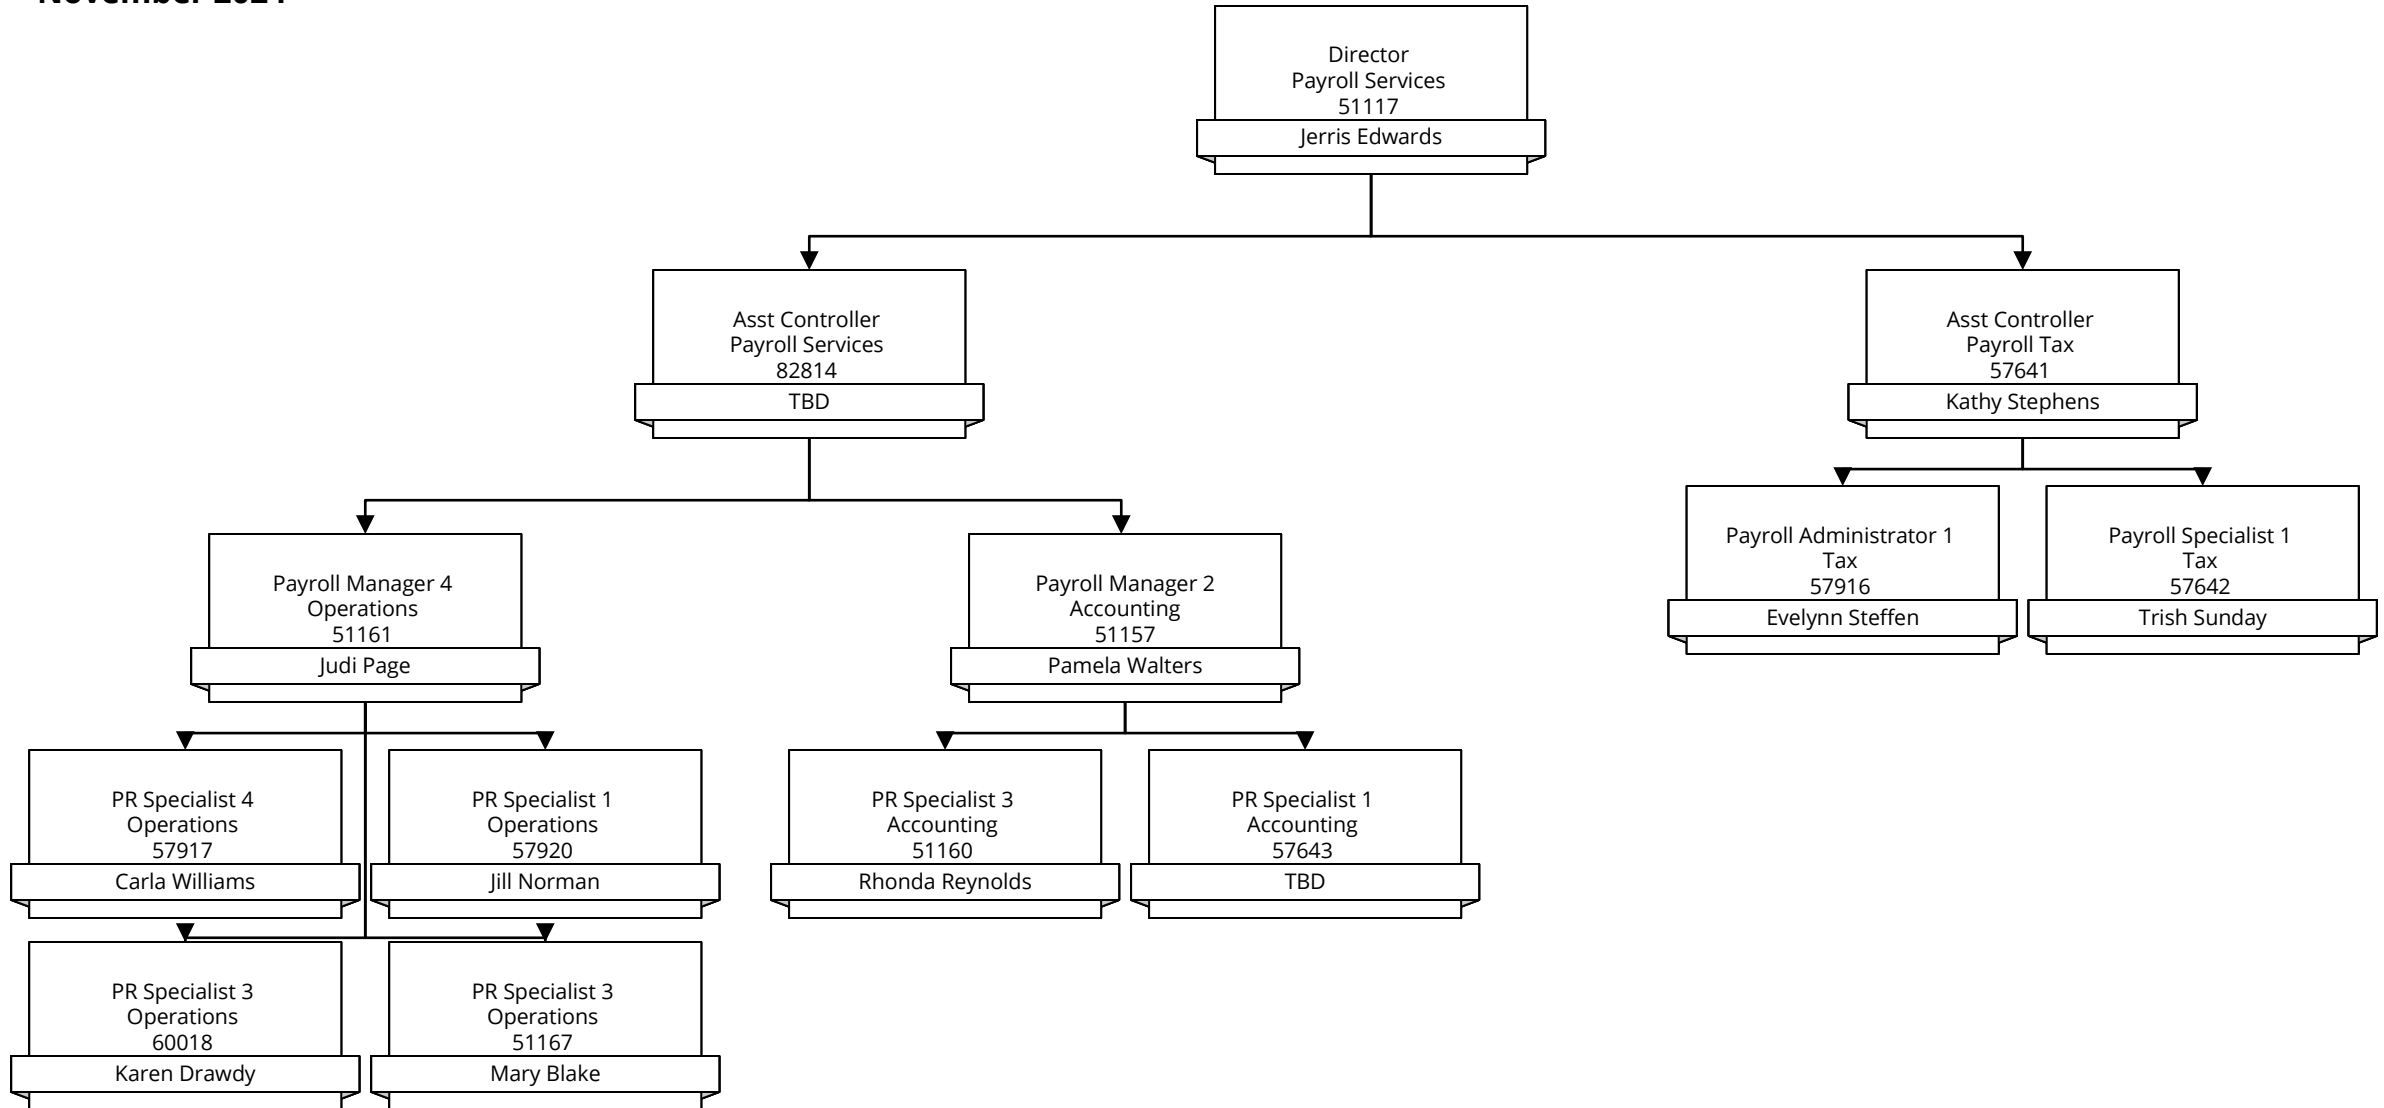 Director
Payroll Services
51117
Jerris Edwards
Asst Controller
Payroll Services
82814
TBD
Asst Controller
Payroll Tax
57641
Kathy Stephens
Payroll Manager 4
Operations
51161
Judi Page
Payroll Manager 2
Accounting
51157
Pamela Walters
Payroll Administrator 1
Tax
57916
Evelynn Steffen
Payroll Specialist 1
Tax
57642
Trish Sunday
PR Specialist 4
Operations
57917
Carla Williams
PR Specialist 1
Operations
57920
Jill Norman
PR Specialist 3
Accounting
51160
Rhonda Reynolds
PR Specialist 1
Accounting
57643
TBD
PR Specialist 3
Operations
60018
Karen Drawdy
PR Specialist 3
Operations
51167
Mary Blake